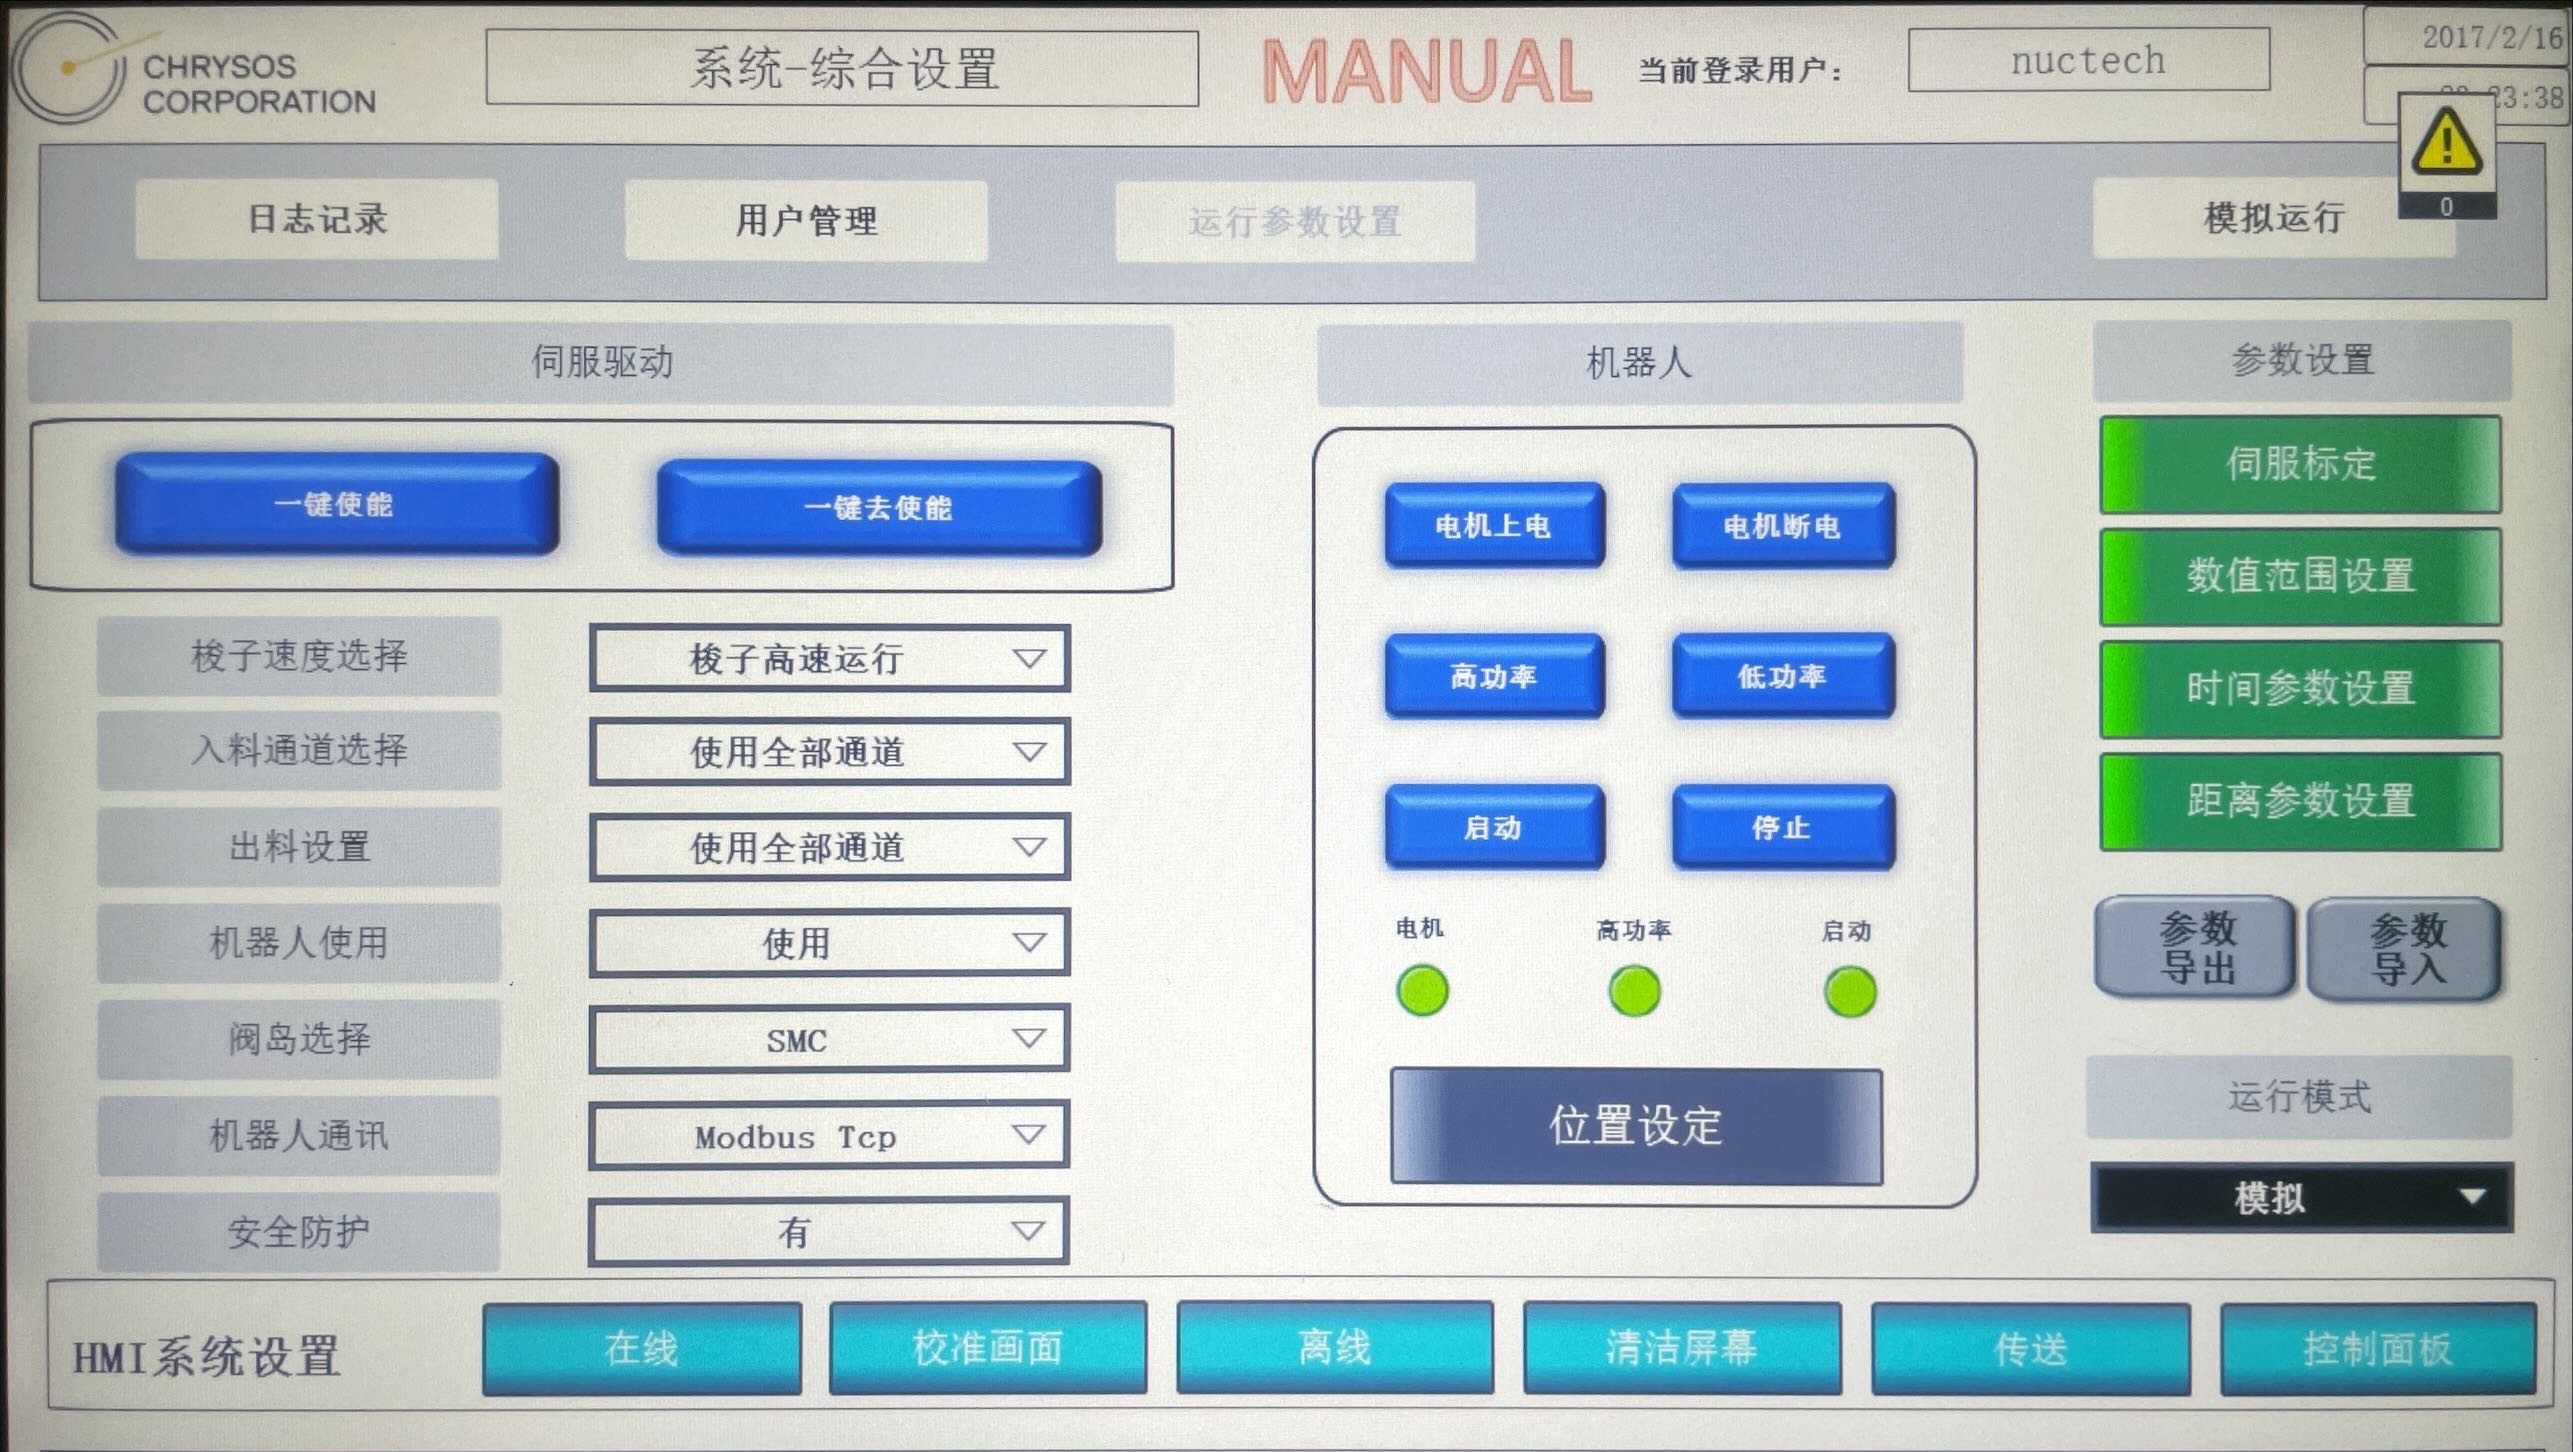 CHRYSOS
CORPORATION
系统-综合设置
MANUAL
当前登录用户：
nuctech
2017/2/16
23:38
0
日志记录
用户管理
运行参数设置
模拟运行
伺服驱动
一键使能
一键去使能
梭子速度选择
梭子高速运行
入料通道选择
使用全部通道
出料设置
使用全部通道
机器人使用
使用
阀岛选择
SMC
机器人通讯
Modbus Tcp
安全防护
有
机器人
电机上电
电机断电
高功率
低功率
启动
停止
电机
高功率
启动
位置设定
参数设置
伺服标定
数值范围设置
时间参数设置
距离参数设置
参数
导出
参数
导入
运行模式
模拟
HMI系统设置
在线
校准画面
离线
清洁屏幕
传送
控制面板